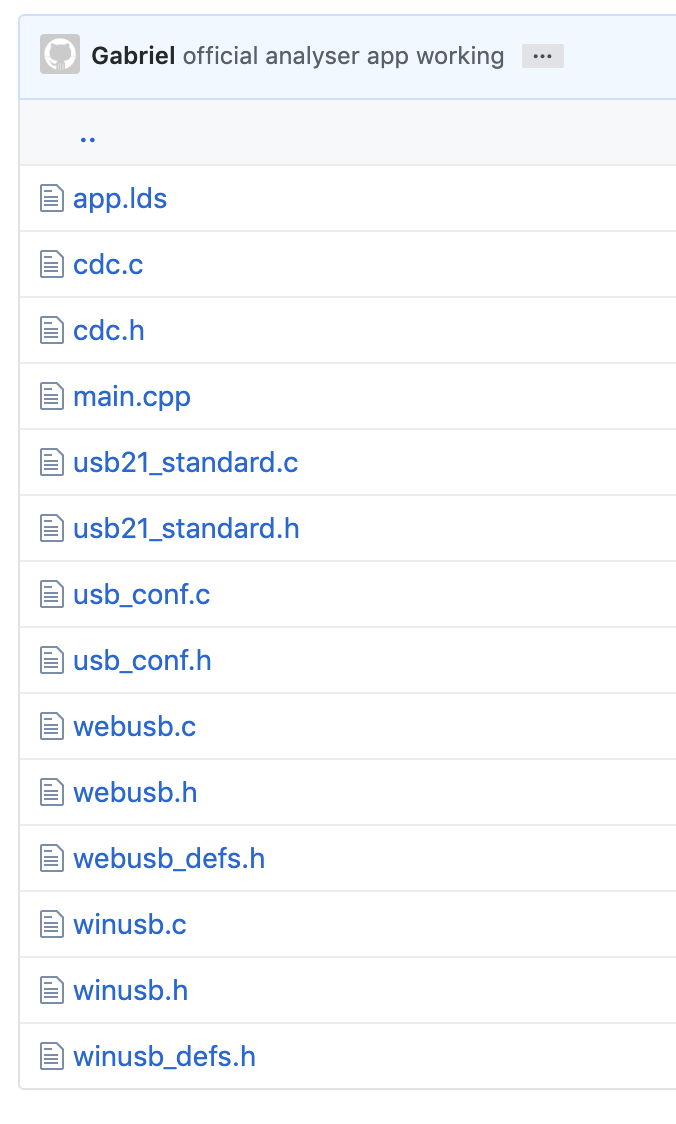 Gabriel official analyser app working ...
..
app.lds
cdc.c
cdc.h
main.cpp
usb21_standard.c
usb21_standard.h
usb_conf.c
usb_conf.h
webusb.c
webusb.h
webusb_defs.h
winusb.c
winusb.h
winusb_defs.h